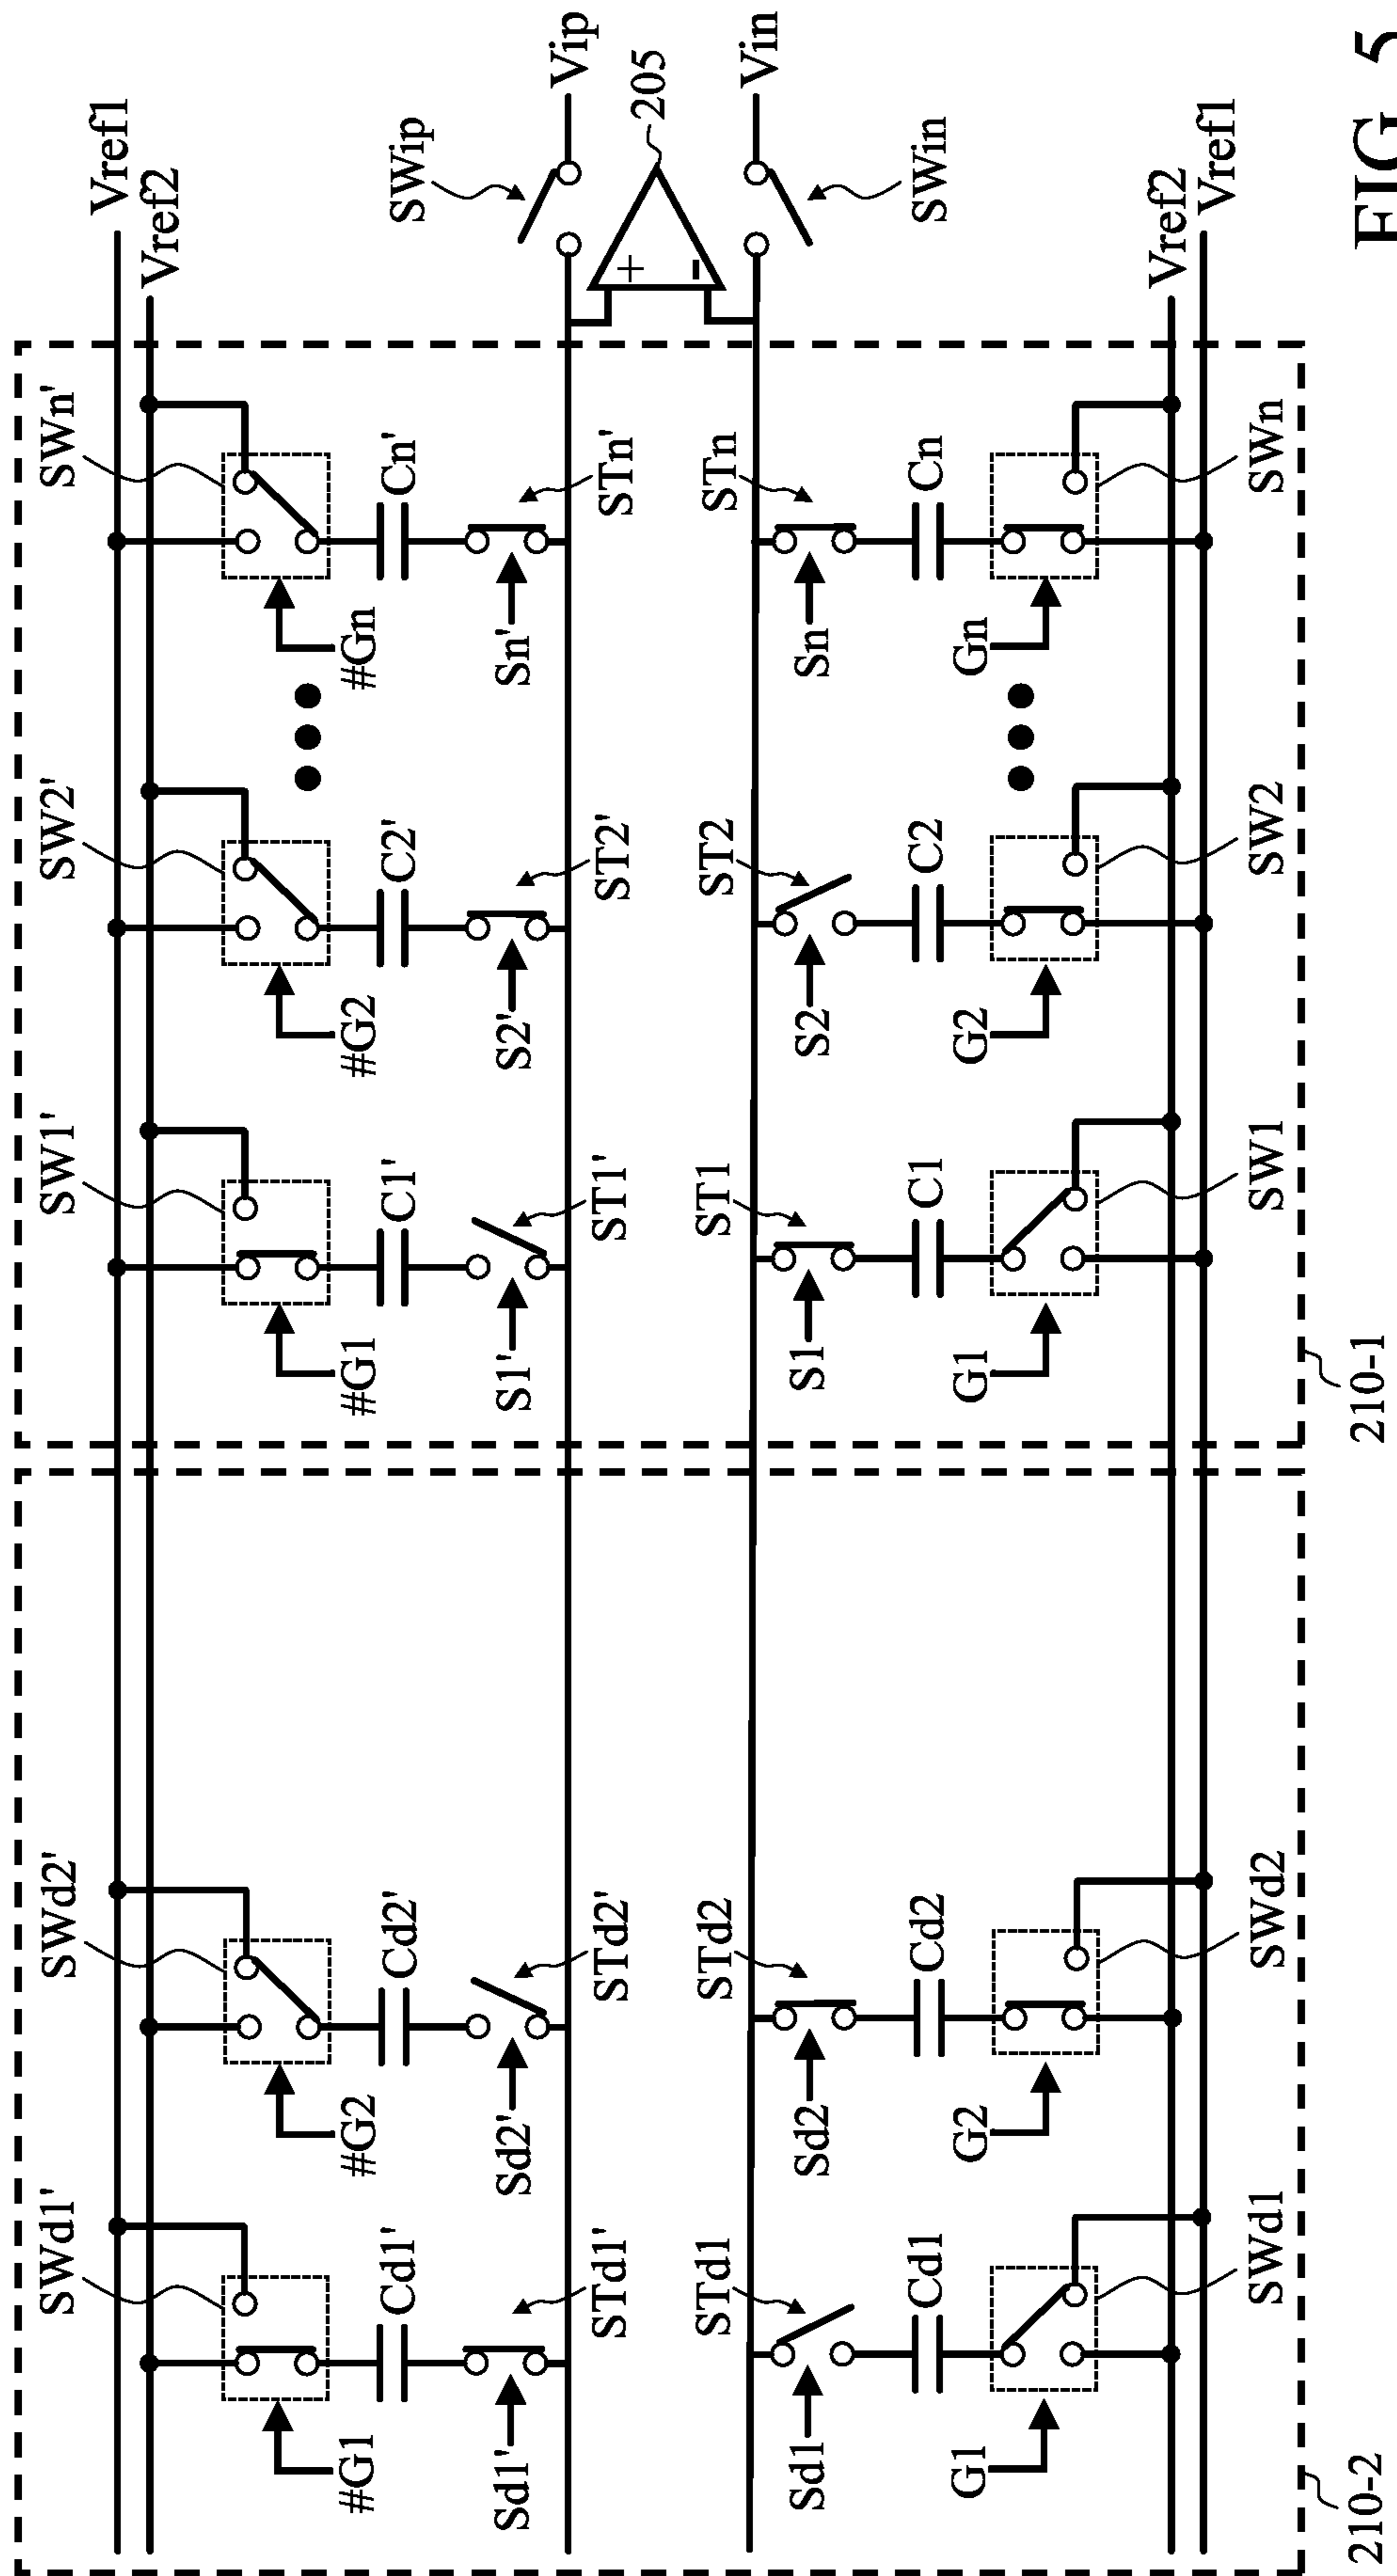 SWd1'
SWd2'
SW1'
SW2'
SWn'
Vref1
Vref2
#G1
Cd1'
#G2
Cd2'
#G1
C1'
#G2
C2'
#Gn
Cn'
SWip
Sd1'
STd1'
Sd2'
STd2'
S1'
ST1'
S2'
ST2'
Sn'
STn'
Vip
+
-
205
Sd1
STd1
Sd2
STd2
S1
ST1
S2
ST2
Sn
STn
Vin
SWin
G1
Cd1
G2
Cd2
G1
C1
G2
C2
Gn
Cn
Vref2
Vref1
SWd1
SWd2
SW1
SW2
SWn
210-2
210-1
FIG. 5